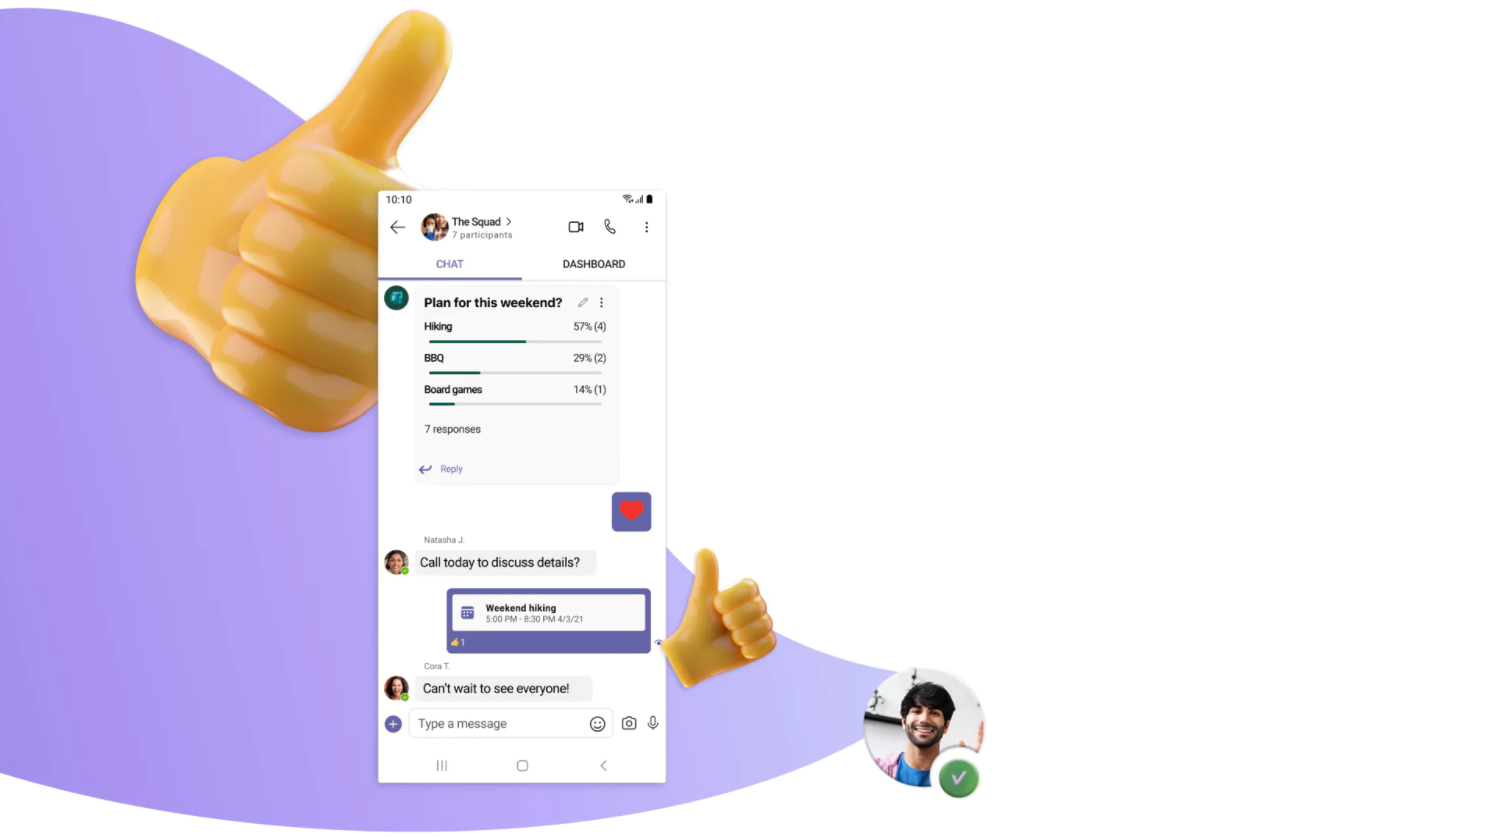 10:10
The Squad
7 participants
CHAT
DASHBOARD
Plan for this weekend?
Hiking 57% (4)
BBQ 29% (2)
Board games 14% (1)
7 responses
Reply
Natasha J.
Call today to discuss details?
Weekend hiking
5:00 PM - 8:30 PM 4/3/21
1
Cora T.
Can't wait to see everyone!
Type a message